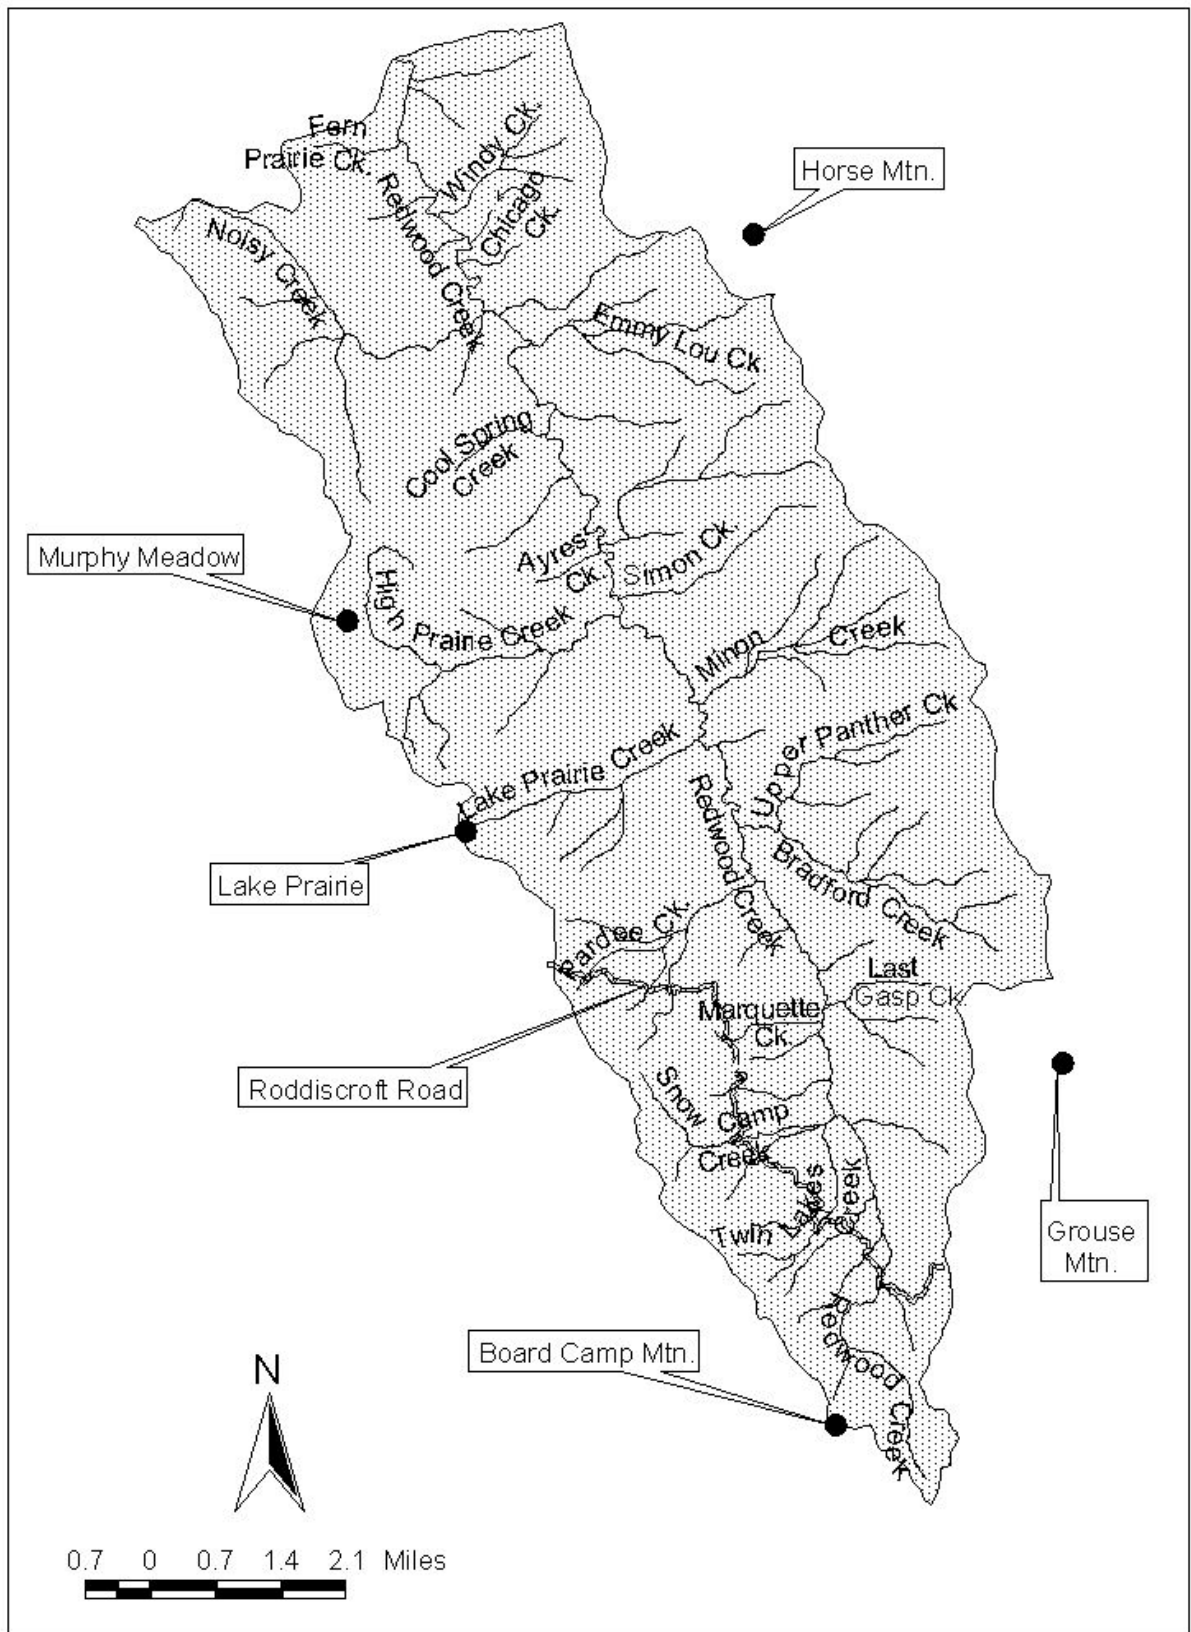 Fern
Prairie Ck.
Windy Ck.
Horse Mtn.
Redwood Creek
Chicago
Ck.
Noisy Creek
Emmy Lou Ck
Cool Spring
Creek
Murphy Meadow
Ayres
Ck.
Simon Ck.
High Prairie Creek
Minon Creek
Upper Panther Ck
Lake Prairie Creek
Redwood Creek
Lake Prairie
Bradford Creek
Pardee Ck.
Last
Gasp Ck
Marquette
Ck.
Roddiscroft Road
Snow Camp
Creek
Twin Lakes Creek
Grouse
Mtn.
Redwood Creek
Board Camp Mtn.
N
0.7 0 0.7 1.4 2.1 Miles